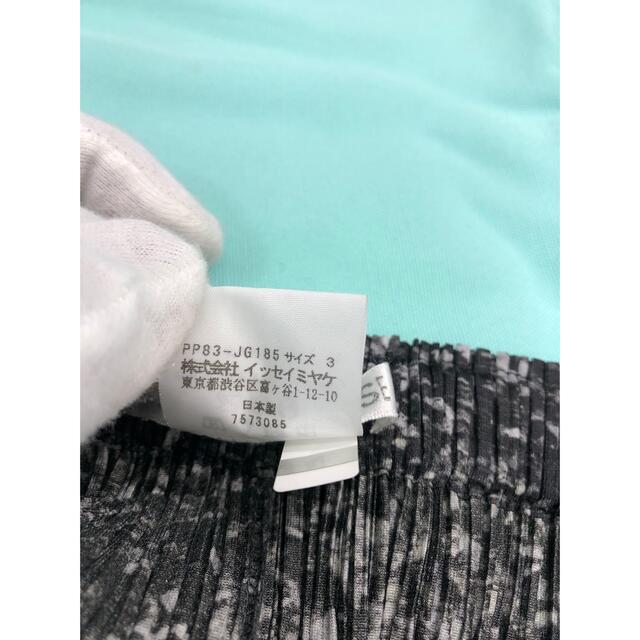 PP83-JG185 サイズ 3
株式会社 イッセイミヤケ
東京都渋谷区富ヶ谷1-12-10
日本製
7573085
SE